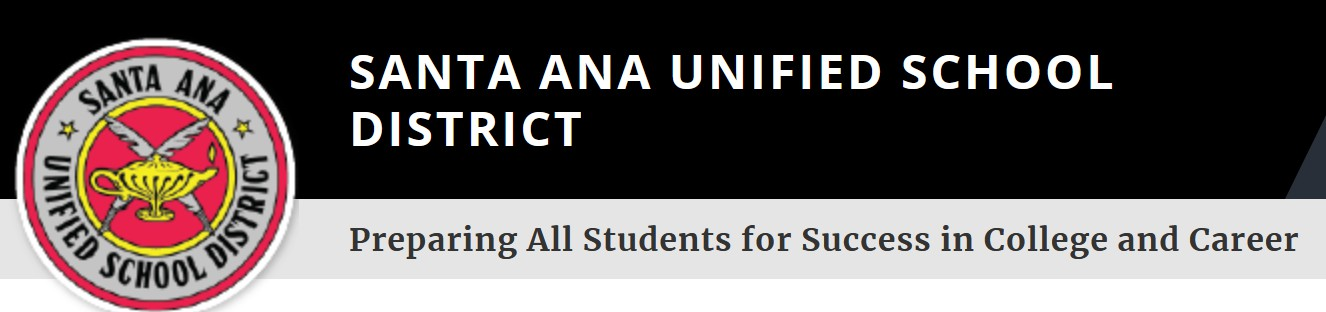 SANTA ANA
UNIFIED SCHOOL DISTRICT
SANTA ANA UNIFIED SCHOOL
DISTRICT
Preparing All Students for Success in College and Career